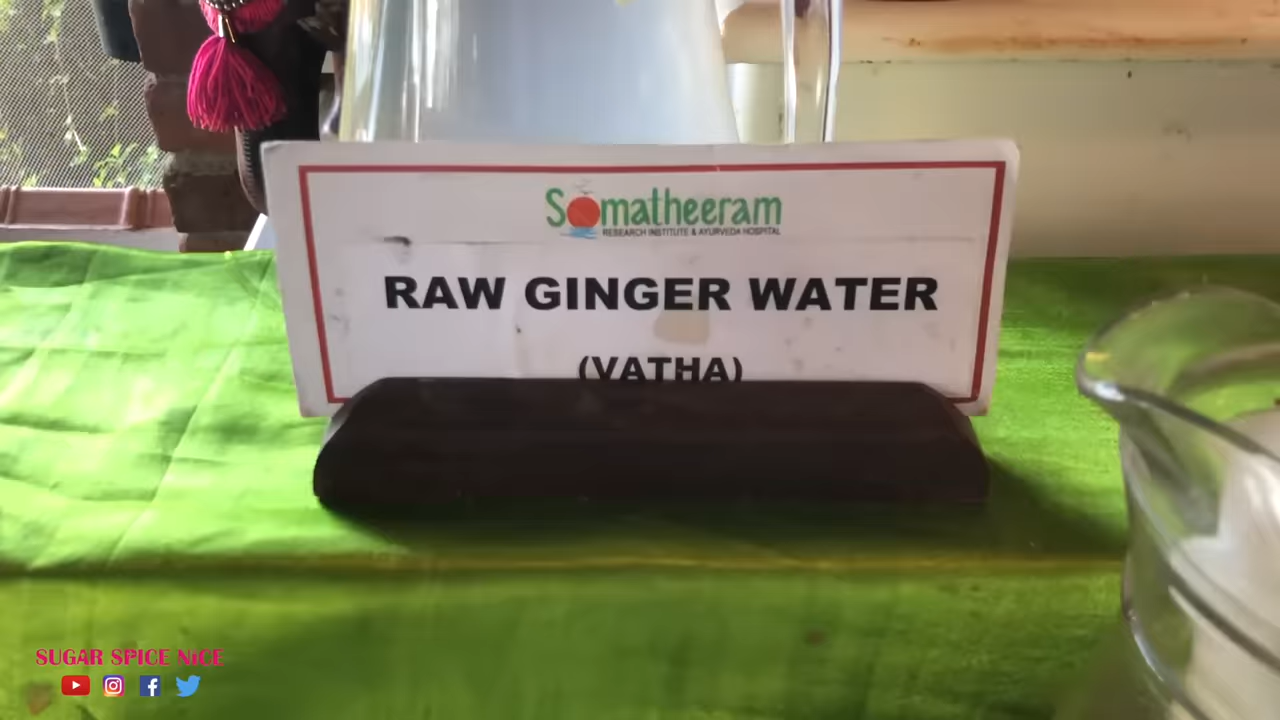 Somatheeram
RESEARCH INSTITUTE & AYURVEDA HOSPITAL
RAW GINGER WATER
(VATHA)
SUGAR SPICE NiCE